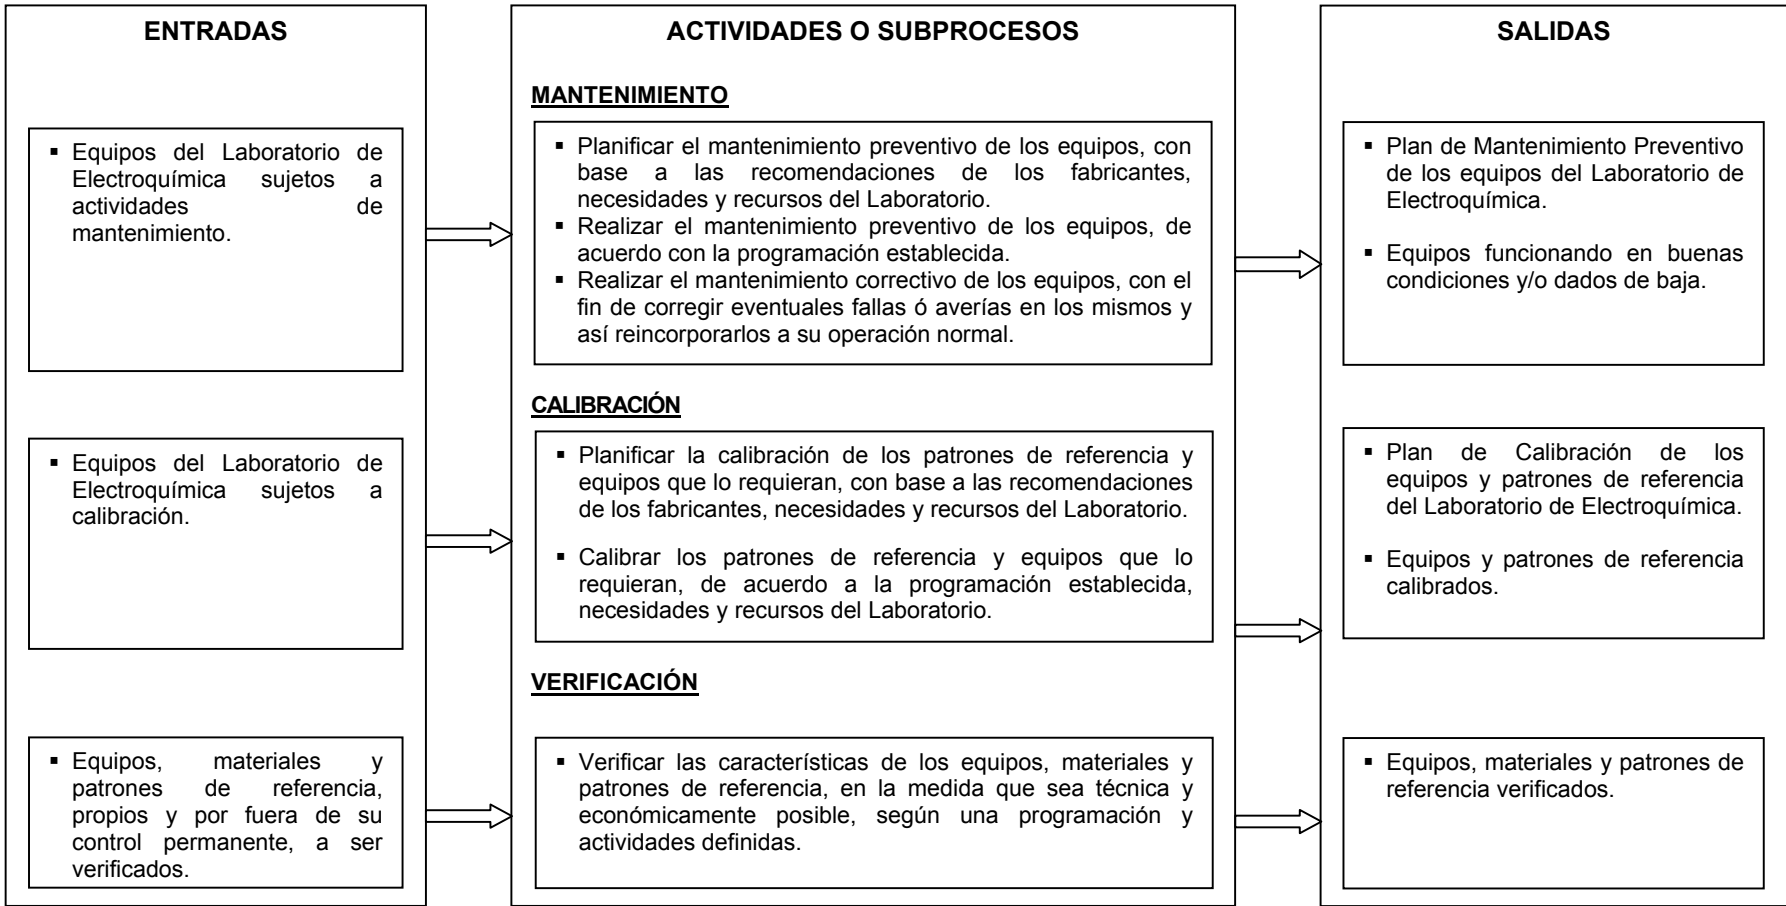 ENTRADAS
▪ Equipos del Laboratorio de
Electroquímica sujetos a
actividades de
mantenimiento.
▪ Equipos del Laboratorio de
Electroquímica sujetos a
calibración.
▪ Equipos, materiales y
patrones de referencia,
propios y por fuera de su
control permanente, a ser
verificados.
ACTIVIDADES O SUBPROCESOS
MANTENIMIENTO
▪ Planificar el mantenimiento preventivo de los equipos, con
base a las recomendaciones de los fabricantes,
necesidades y recursos del Laboratorio.
▪ Realizar el mantenimiento preventivo de los equipos, de
acuerdo con la programación establecida.
▪ Realizar el mantenimiento correctivo de los equipos, con el
fin de corregir eventuales fallas ó averías en los mismos y
así reincorporarlos a su operación normal.
CALIBRACIÓN
▪ Planificar la calibración de los patrones de referencia y
equipos que lo requieran, con base a las recomendaciones
de los fabricantes, necesidades y recursos del Laboratorio.
▪ Calibrar los patrones de referencia y equipos que lo
requieran, de acuerdo a la programación establecida,
necesidades y recursos del Laboratorio.
VERIFICACIÓN
▪ Verificar las características de los equipos, materiales y
patrones de referencia, en la medida que sea técnica y
económicamente posible, según una programación y
actividades definidas.
SALIDAS
▪ Plan de Mantenimiento Preventivo
de los equipos del Laboratorio de
Electroquímica.
▪ Equipos funcionando en buenas
condiciones y/o dados de baja.
▪ Plan de Calibración de los
equipos y patrones de referencia
del Laboratorio de Electroquímica.
▪ Equipos y patrones de referencia
calibrados.
▪ Equipos, materiales y patrones de
referencia verificados.